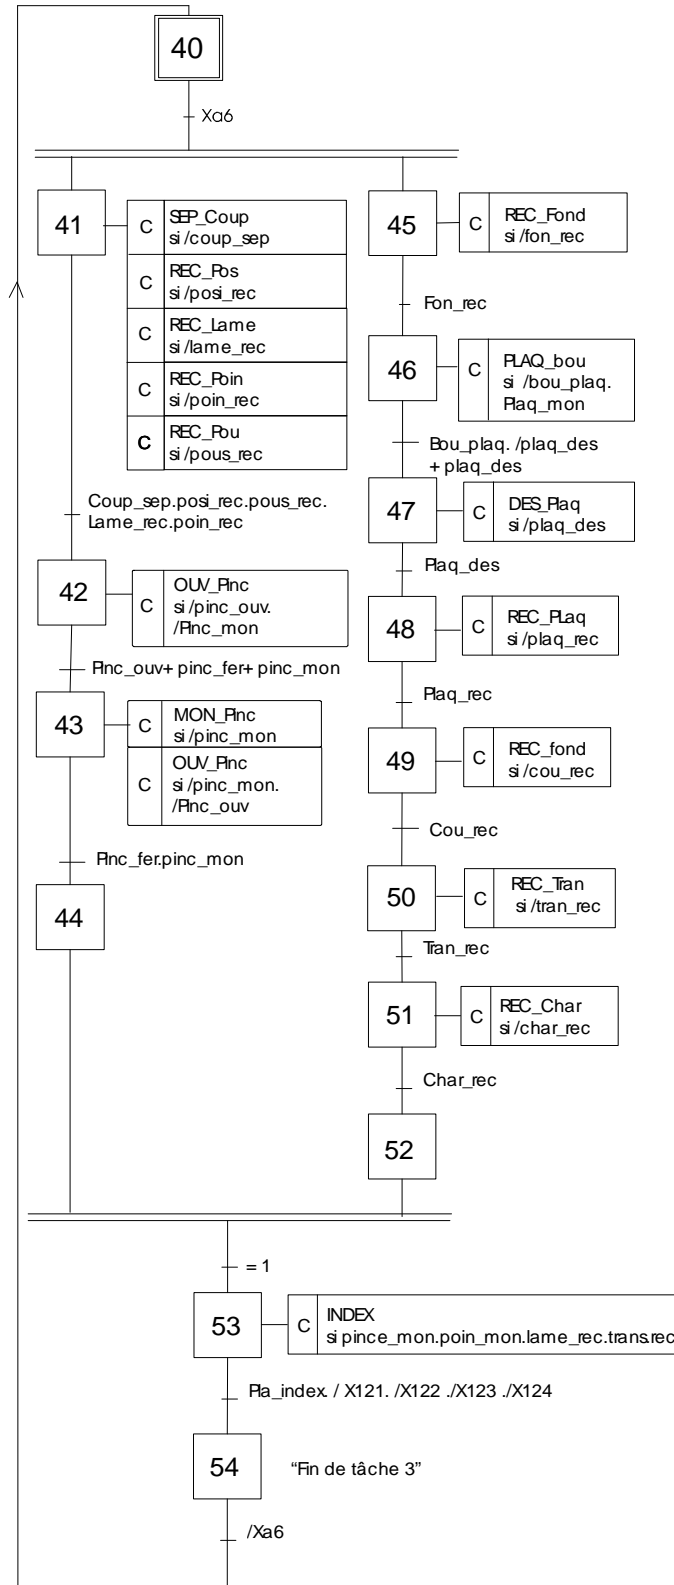 40
Xa6
41
C
SEP_Coup
si/coup_sep
C
REC_Pos
si/posi_rec
C
REC_Lame
si/lame_rec
C
REC_Poin
si/poin_rec
C
REC_Pou
si/pous_rec
Coup_sep.posi_rec.pous_rec.
Lame_rec.poin_rec
42
C
OUV_Pinc
si/pinc_ouv.
/Pinc_mon
Pinc_ouv+ pinc_fer+ pinc_mon
43
C
MON_Pinc
si/pinc_mon
C
OUV_Pinc
si/pinc_mon.
/Pinc_ouv
Pinc_fer.pinc_mon
44
45
C
REC_Fond
si/fon_rec
Fon_rec
46
C
PLAQ_bou
si /bou_plaq.
Plaq_mon
Bou_plaq. /plaq_des
+ plaq_des
47
C
DES_Plaq
si/plaq_des
Plaq_des
48
C
REC_PLaq
si/plaq_rec
Plaq_rec
49
C
REC_fond
si/cou_rec
Cou_rec
50
C
REC_Tran
si/tran_rec
Tran_rec
51
C
REC_Char
si/char_rec
Char_rec
52
= 1
53
C
INDEX
si pince_mon.poin_mon.lame_rec.trans.rec
Pla_index. / X121. /X122 ./X123 ./X124
54
“Fin de tâche 3”
/Xa6